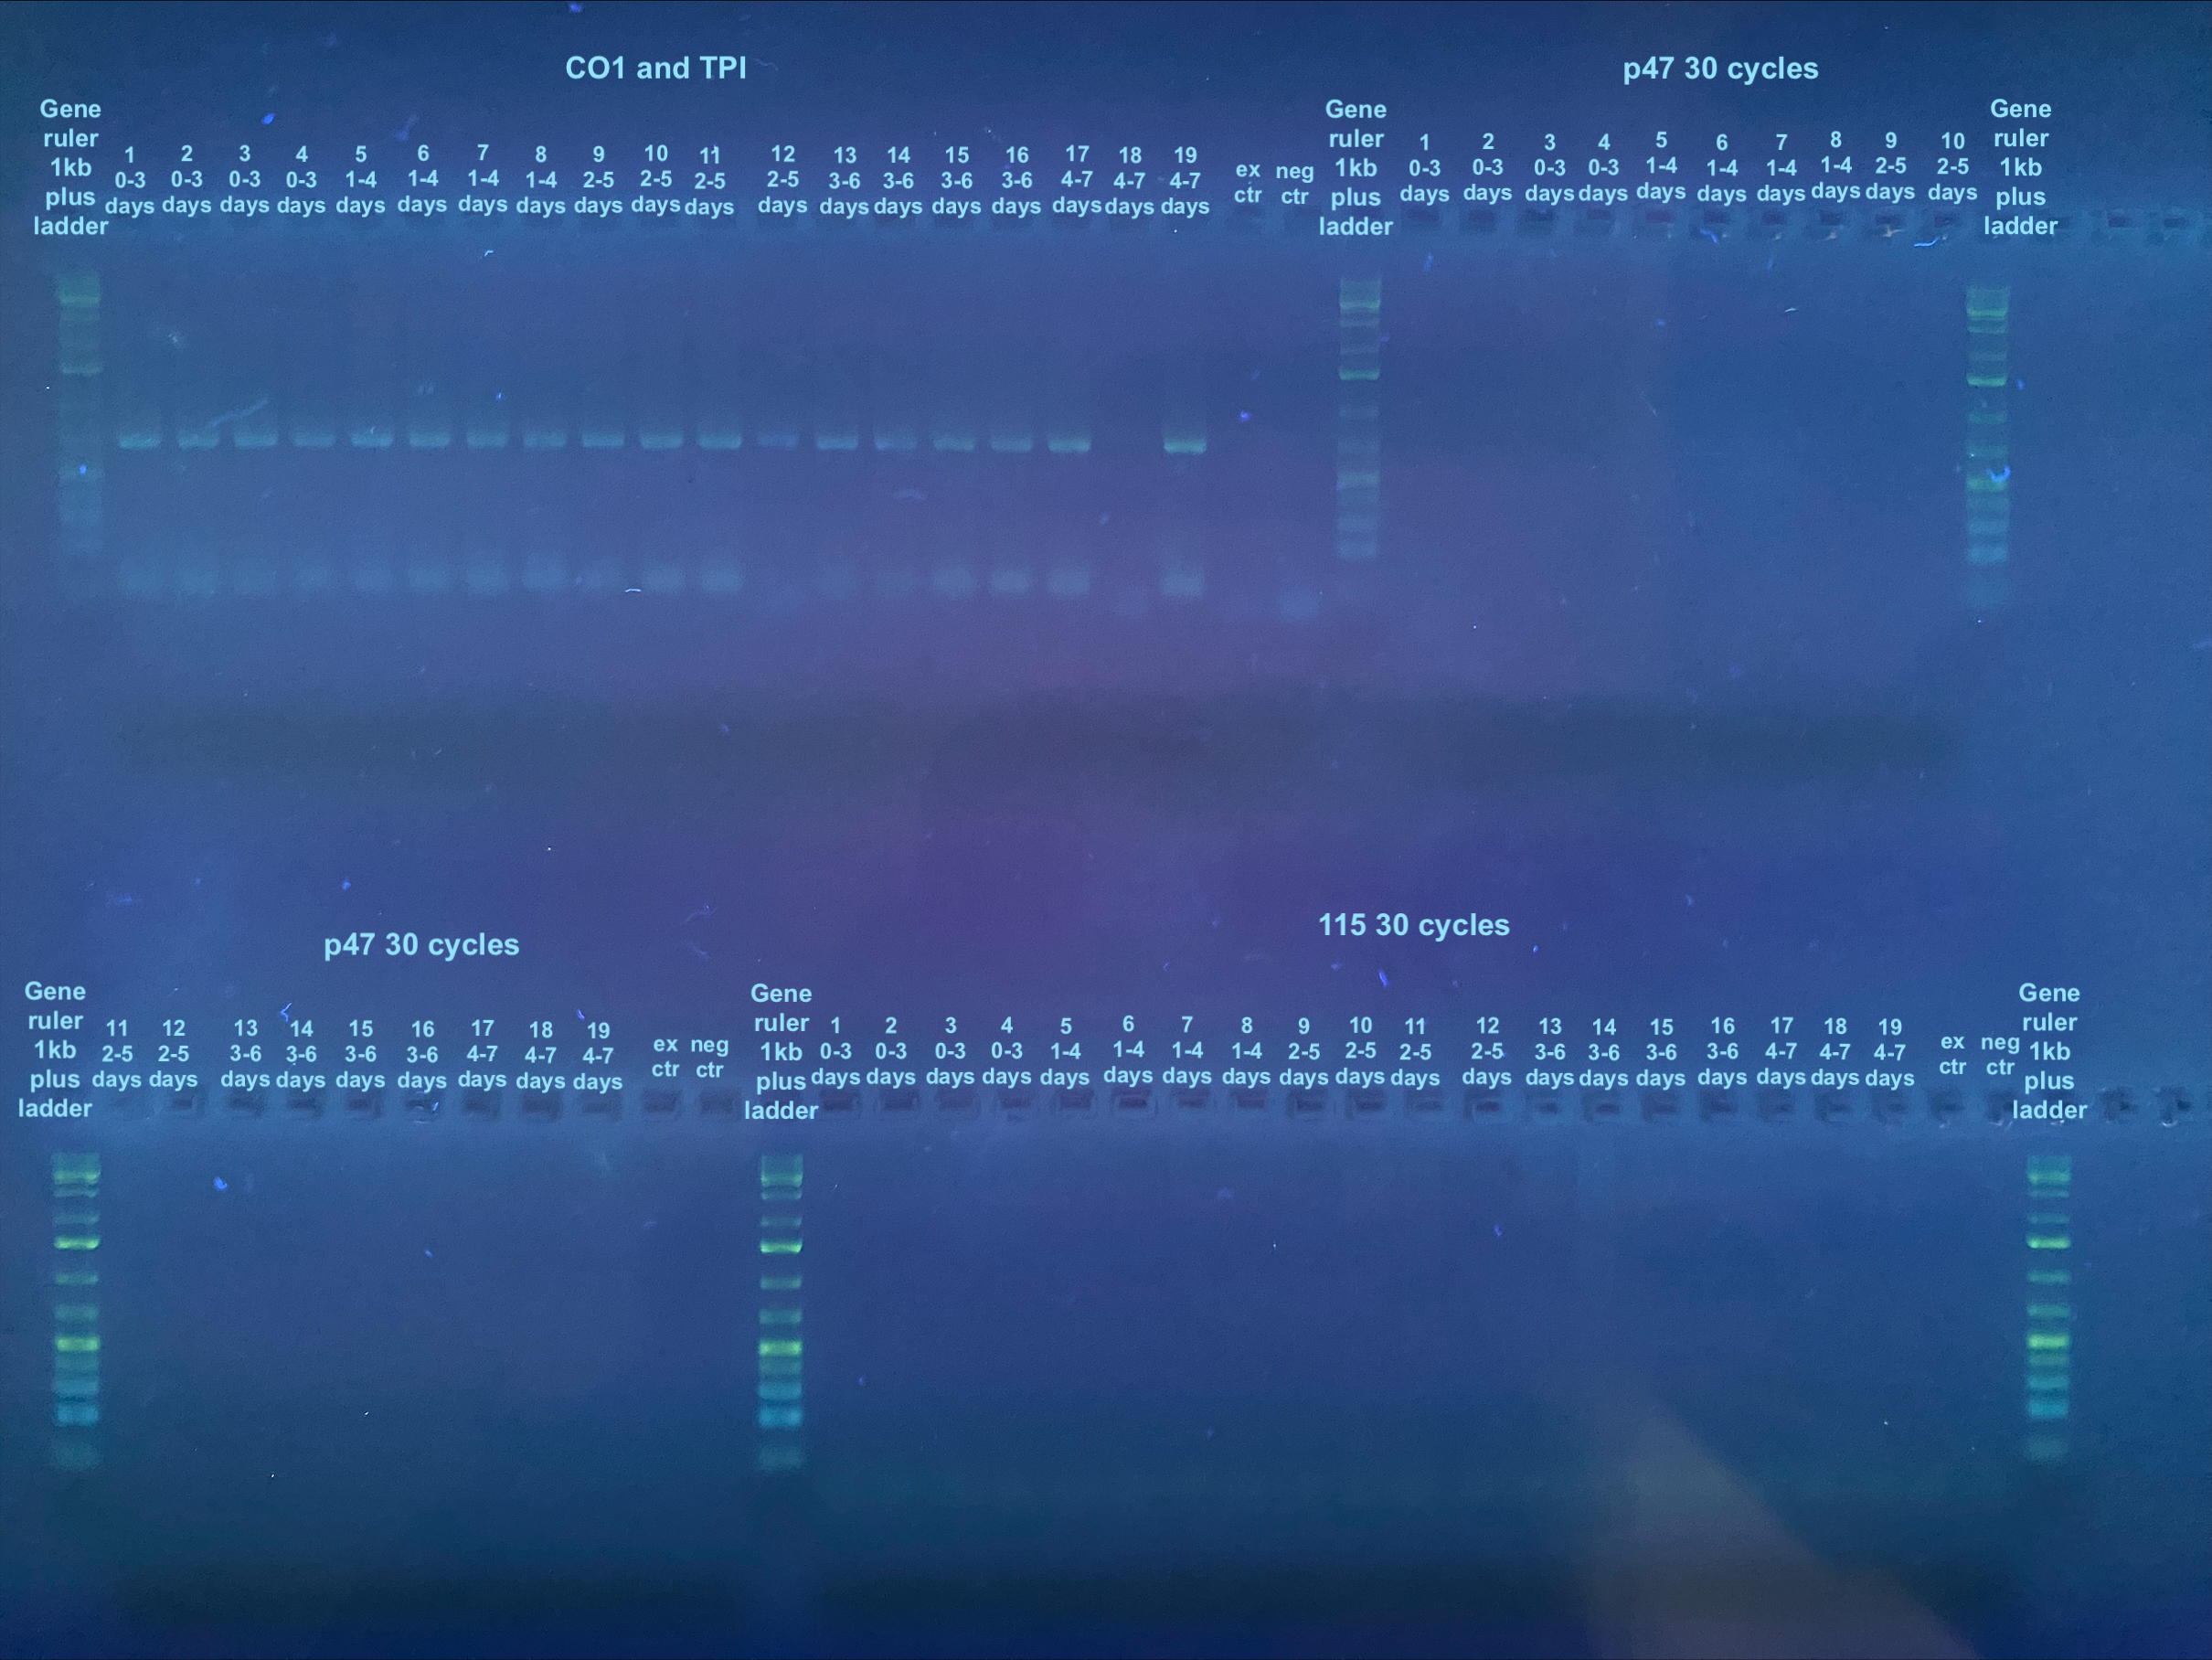 CO1 and TPI
p47 30 cycles
Gene
ruler
1kb
plus
ladder
1
0-3
days
2
0-3
days
3
0-3
days
4
0-3
days
5
1-4
days
6
1-4
days
7
1-4
days
8
1-4
days
9
2-5
days
10
2-5
days
11
2-5
days
12
2-5
days
13
3-6
days
14
3-6
days
15
3-6
days
16
3-6
days
17
4-7
days
18
4-7
days
19
4-7
days
ex
ctr
neg
ctr
Gene
ruler
1kb
plus
ladder
1
0-3
days
2
0-3
days
3
0-3
days
4
0-3
days
5
1-4
days
6
1-4
days
7
1-4
days
8
1-4
days
9
2-5
days
10
2-5
days
Gene
ruler
1kb
plus
ladder
p47 30 cycles
115 30 cycles
Gene
ruler
1kb
plus
ladder
11
2-5
days
12
2-5
days
13
3-6
days
14
3-6
days
15
3-6
days
16
3-6
days
17
4-7
days
18
4-7
days
19
4-7
days
ex
ctr
neg
ctr
Gene
ruler
1kb
plus
ladder
1
0-3
days
2
0-3
days
3
0-3
days
4
0-3
days
5
1-4
days
6
1-4
days
7
1-4
days
8
1-4
days
9
2-5
days
10
2-5
days
11
2-5
days
12
2-5
days
13
3-6
days
14
3-6
days
15
3-6
days
16
3-6
days
17
4-7
days
18
4-7
days
19
4-7
days
ex
ctr
neg
ctr
Gene
ruler
1kb
plus
ladder